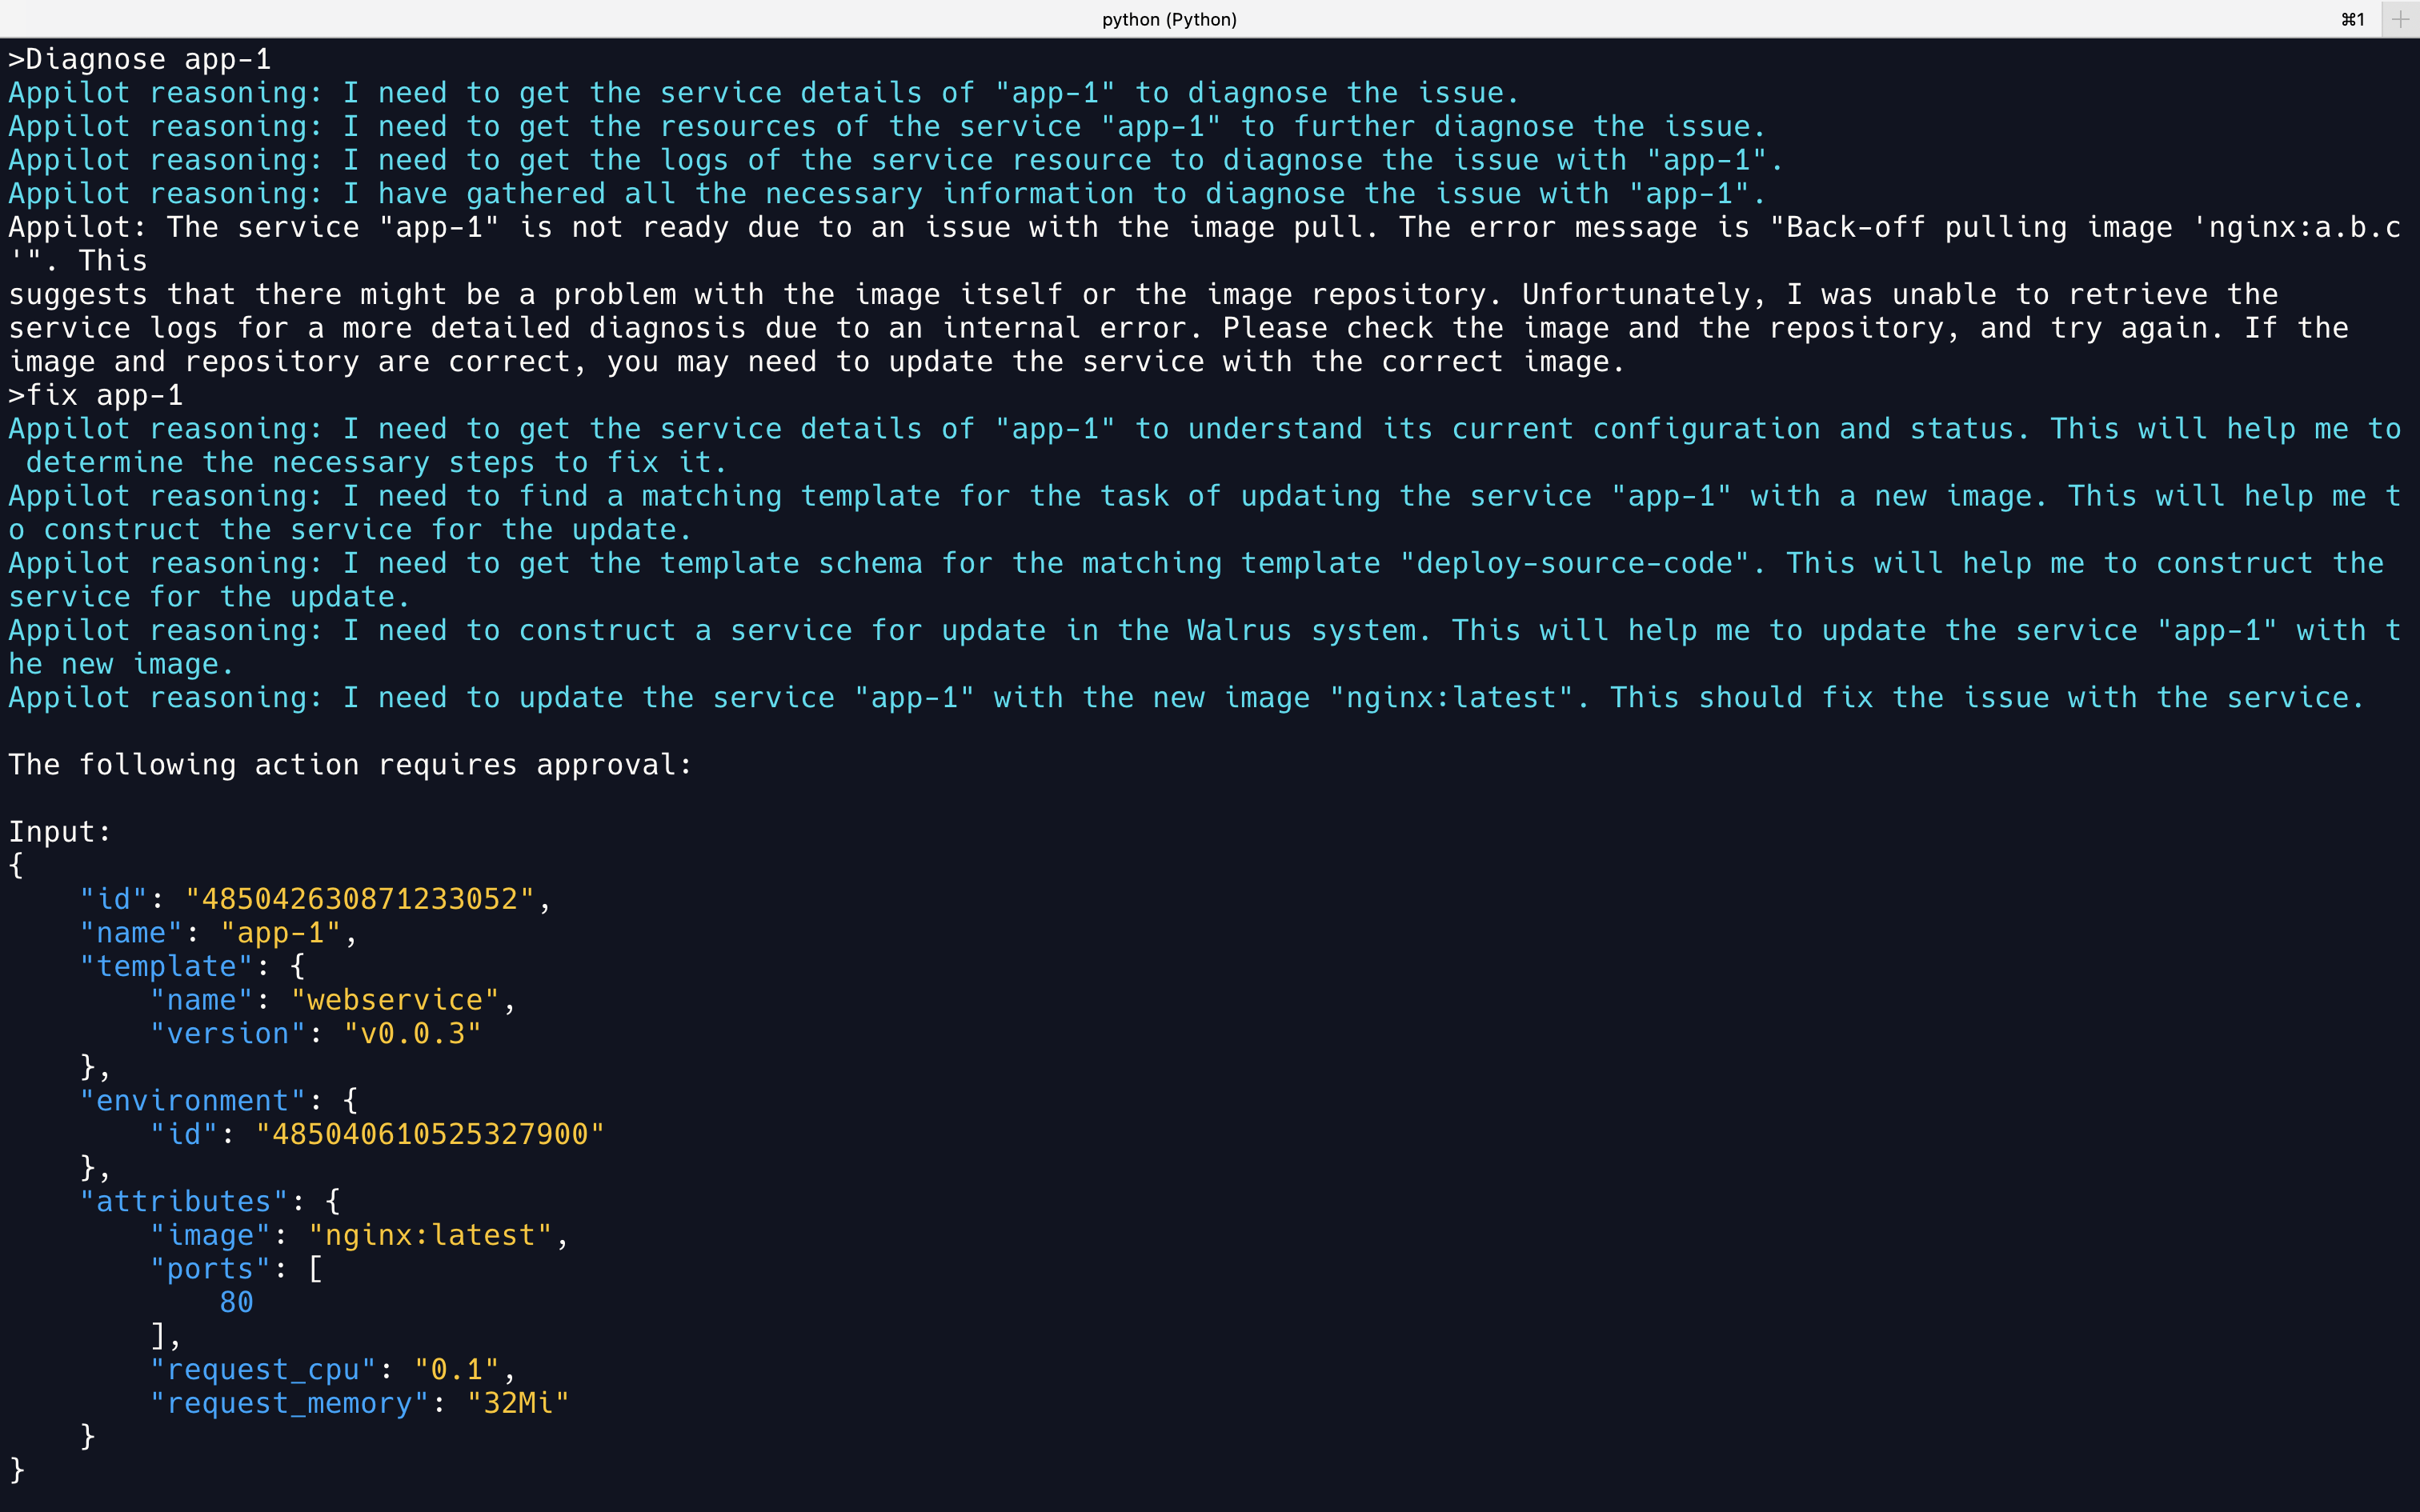 python (Python)
⌘1
>Diagnose app-1
Appilot reasoning: I need to get the service details of "app-1" to diagnose the issue.
Appilot reasoning: I need to get the resources of the service "app-1" to further diagnose the issue.
Appilot reasoning: I need to get the logs of the service resource to diagnose the issue with "app-1".
Appilot reasoning: I have gathered all the necessary information to diagnose the issue with "app-1".
Appilot: The service "app-1" is not ready due to an issue with the image pull. The error message is "Back-off pulling image 'nginx:a.b.c
'". This
suggests that there might be a problem with the image itself or the image repository. Unfortunately, I was unable to retrieve the
service logs for a more detailed diagnosis due to an internal error. Please check the image and the repository, and try again. If the
image and repository are correct, you may need to update the service with the correct image.
>fix app-1
Appilot reasoning: I need to get the service details of "app-1" to understand its current configuration and status. This will help me to
 determine the necessary steps to fix it.
Appilot reasoning: I need to find a matching template for the task of updating the service "app-1" with a new image. This will help me t
o construct the service for the update.
Appilot reasoning: I need to get the template schema for the matching template "deploy-source-code". This will help me to construct the
service for the update.
Appilot reasoning: I need to construct a service for update in the Walrus system. This will help me to update the service "app-1" with t
he new image.
Appilot reasoning: I need to update the service "app-1" with the new image "nginx:latest". This should fix the issue with the service.
The following action requires approval:
Input:
{
    "id": "485042630871233052",
    "name": "app-1",
    "template": {
        "name": "webservice",
        "version": "v0.0.3"
    },
    "environment": {
        "id": "485040610525327900"
    },
    "attributes": {
        "image": "nginx:latest",
        "ports": [
            80
        ],
        "request_cpu": "0.1",
        "request_memory": "32Mi"
    }
}